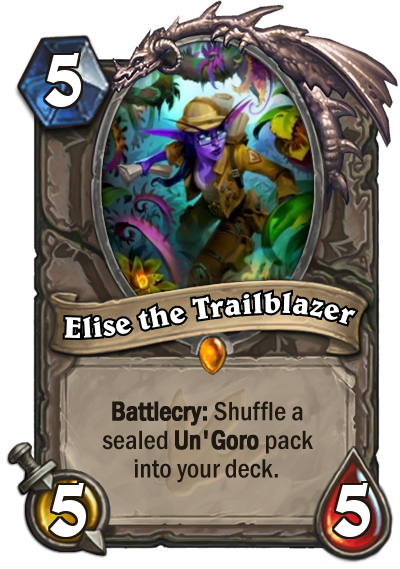 5
Elise the Trailblazer
Battlecry: Shuffle a
sealed Un'Goro pack
into your deck.
5
5